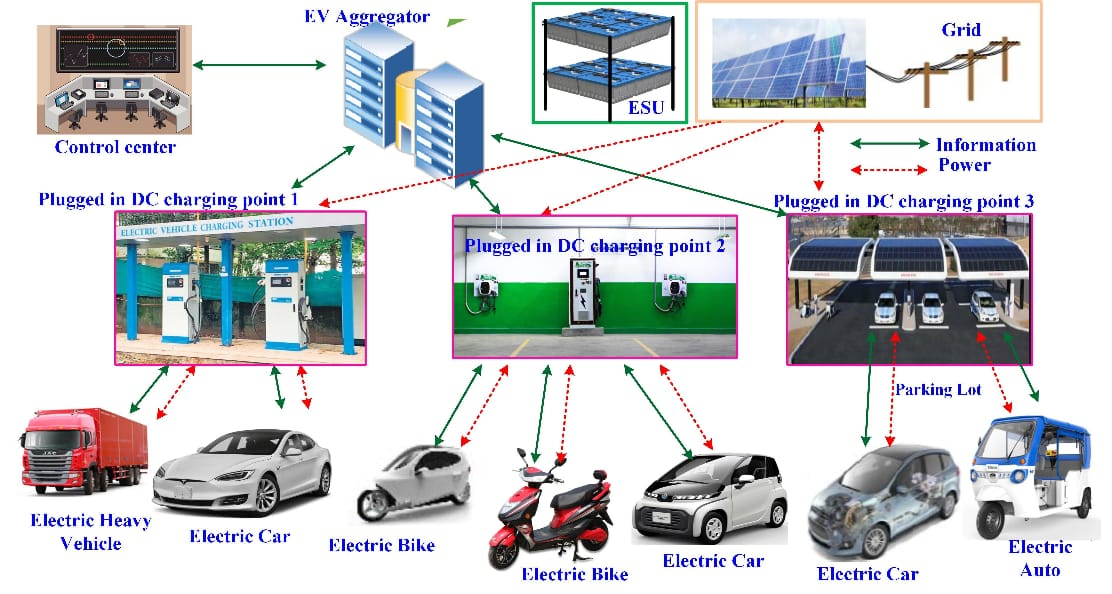 EV Aggregator
Grid
ESU
Control center
Information
Power
Plugged in DC charging point 1
Plugged in DC charging point 3
ELECTRIC VEHICLE CHARGING STATION
Plugged in DC charging point 2
Parking Lot
Electric Heavy
Vehicle
Electric Car
Electric Bike
Electric Bike
Electric Car
Electric Car
Electric
Auto